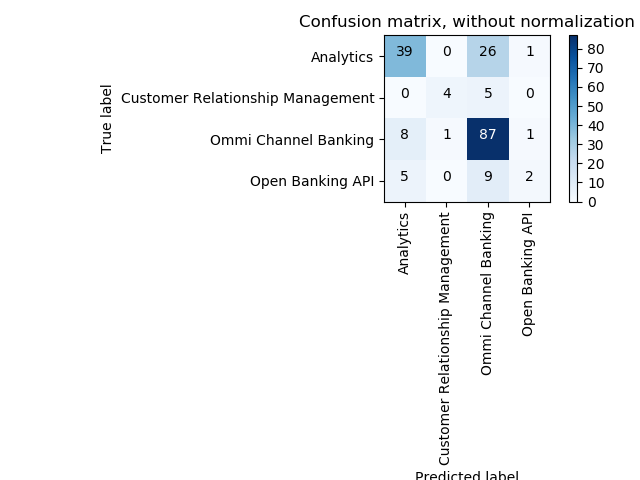 Confusion matrix, without normalization
True label
Analytics 39 0 26 1
Customer Relationship Management 0 4 5 0
Ommi Channel Banking 8 1 87 1
Open Banking API 5 0 9 2
Analytics
Customer Relationship Management
Ommi Channel Banking
Open Banking API
Predicted label
80
70
60
50
40
30
20
10
0